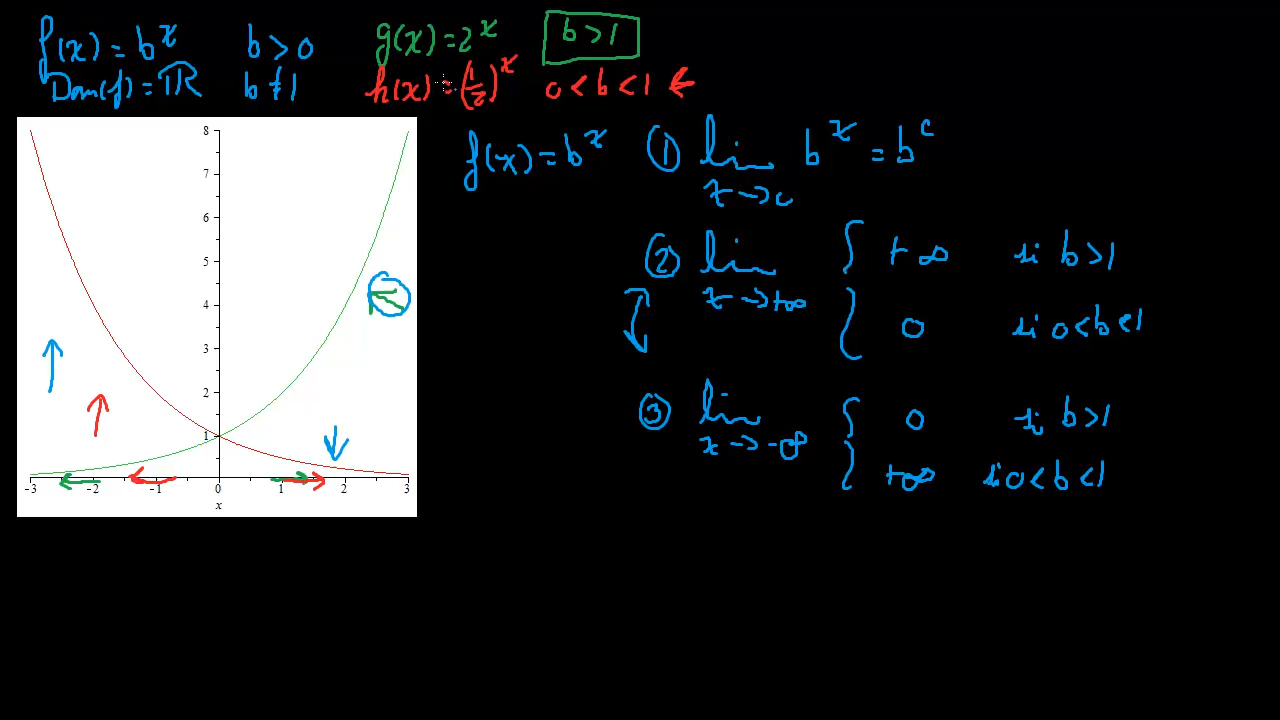 f(x) = b^x b > 0 g(x) = 2^x b > 1
Dom(f) = ℝ b ≠ 1 h(x) = (1/2)^x 0 < b < 1 ←
f(x) = b^x ① lim x→c b^x = b^c
② lim x→+∞ { +∞ si b > 1
{ 0 si 0 < b < 1
③ lim x→-∞ { 0 si b > 1
{ +∞ si 0 < b < 1
8
7
6
5
4
3
2
1
-3 -2 -1 0 1 2 3
x